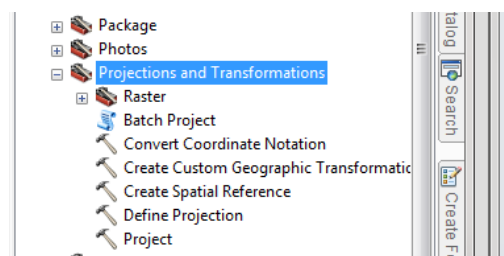 Package
Photos
Projections and Transformations
Raster
Batch Project
Convert Coordinate Notation
Create Custom Geographic Transformatic
Create Spatial Reference
Define Projection
Project
talog
Search
Create Fe